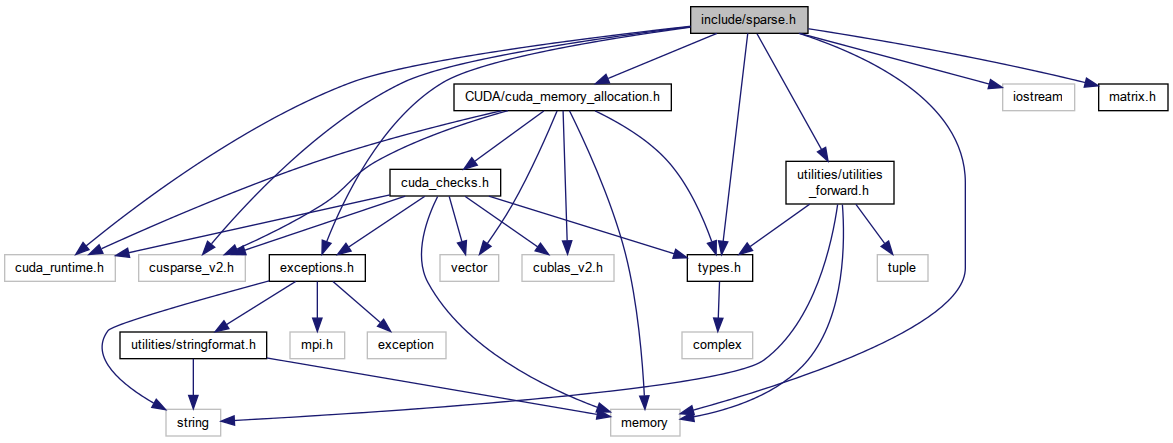 include/sparse.h
CUDA/cuda_memory_allocation.h
iostream
matrix.h
cuda_checks.h
utilities/utilities
_forward.h
cuda_runtime.h
cusparse_v2.h
exceptions.h
vector
cublas_v2.h
types.h
tuple
utilities/stringformat.h
mpi.h
exception
complex
string
memory